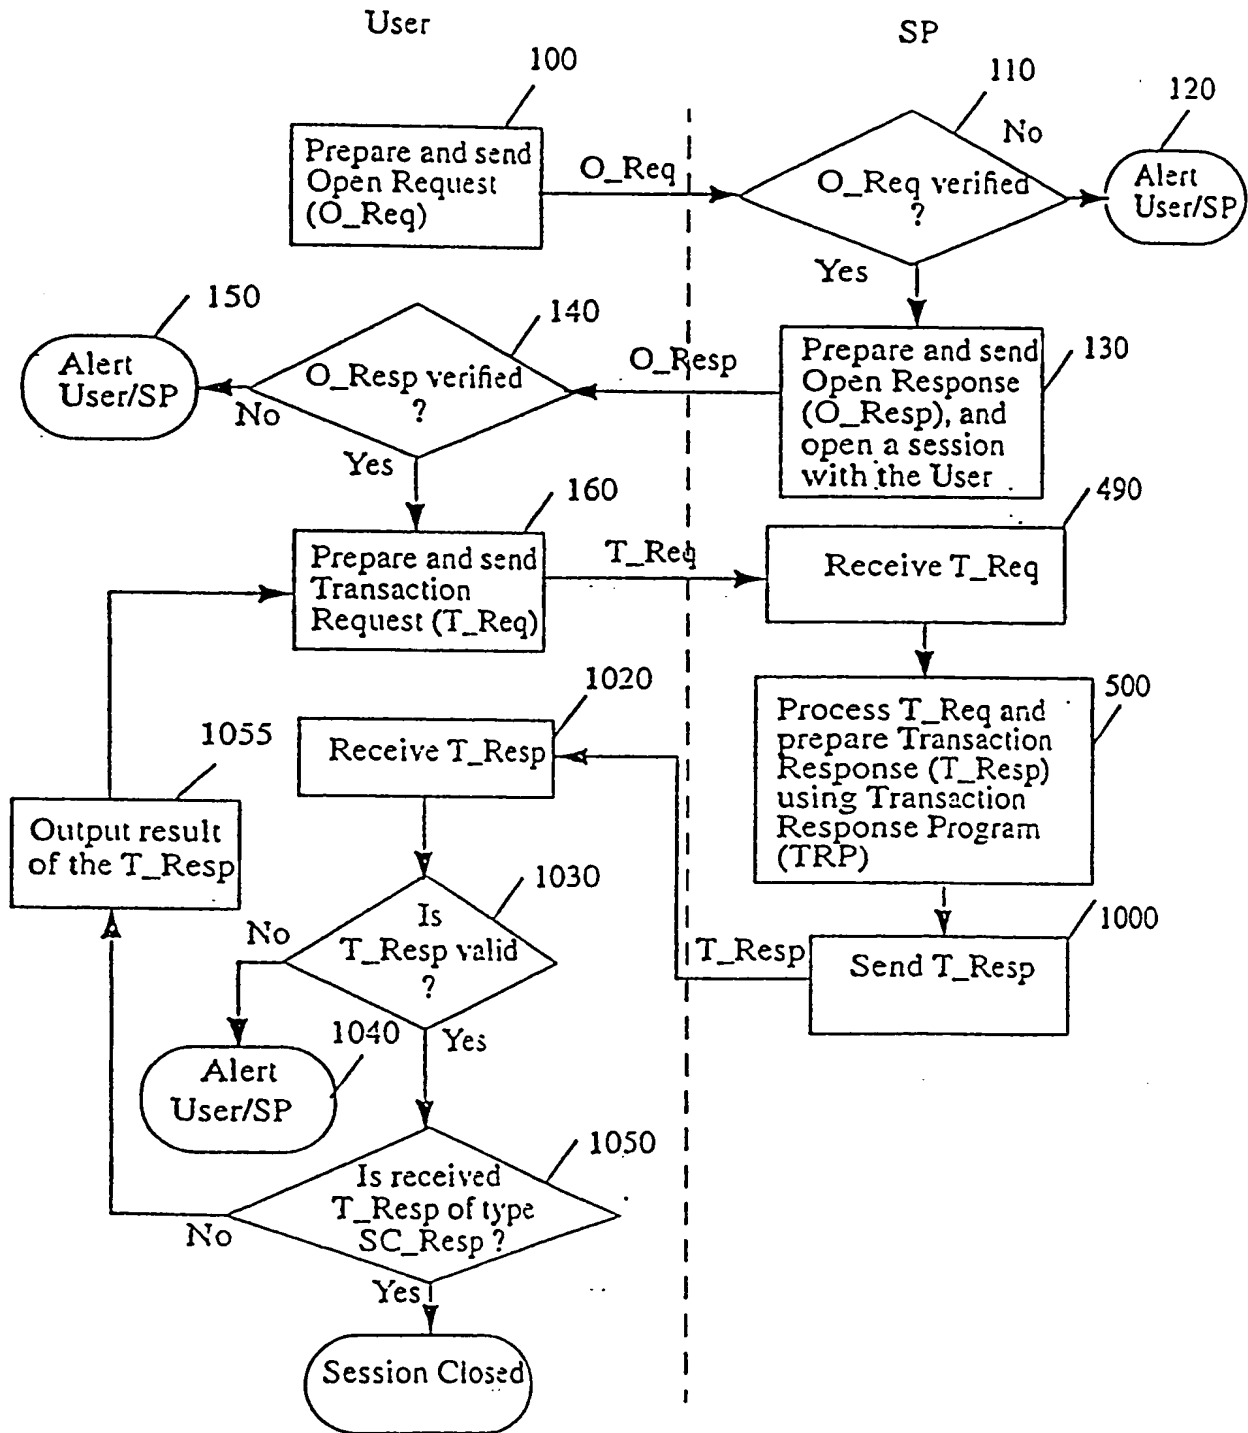 User
SP
100
110
120
No
Prepare and send
Open Request
(O_Req)
O_Req
O_Req verified
?
Alert
User/SP
Yes
150
140
Alert
User/SP
O_Resp verified
?
No
O_Resp
Prepare and send
Open Response
(O_Resp), and
open a session
with the User
130
Yes
160
490
Prepare and send
Transaction
Request (T_Req)
T_Req
Receive T_Req
1020
500
1055
Receive T_Resp
Process T_Req and
prepare Transaction
Response (T_Resp)
using Transaction
Response Program
(TRP)
Output result
of the T_Resp
1030
1000
No
Is
T_Resp valid
?
T_Resp
Send T_Resp
1040
Yes
Alert
User/SP
1050
Is received
T_Resp of type
SC_Resp ?
No
Yes
Session Closed